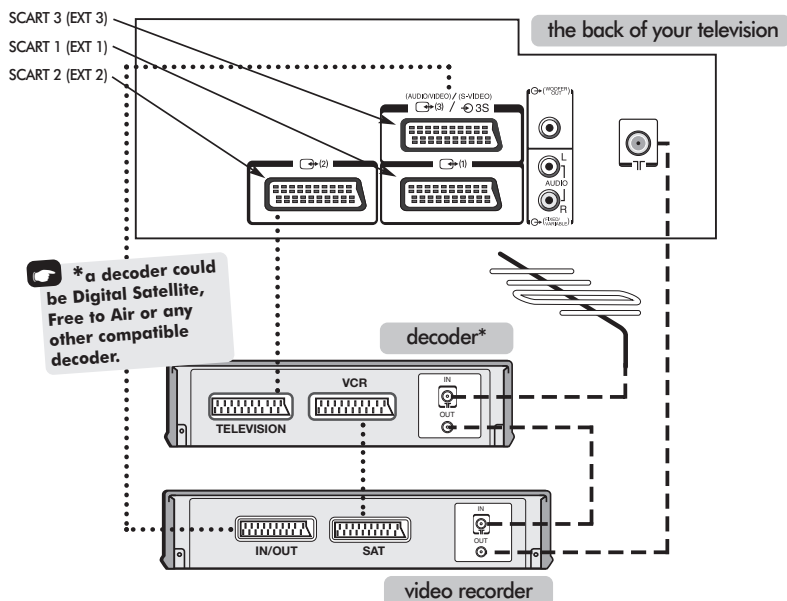 SCART 3 (EXT 3)
SCART 1 (EXT 1)
SCART 2 (EXT 2)
the back of your television
(AUDIO/VIDEO) / (S-VIDEO)
(3) / 3S
(WOOFER OUT)
(2)
(1)
L
AUDIO
R
(FIXED/
VARIABLE)
*a decoder could
be Digital Satellite,
Free to Air or any
other compatible
decoder.
decoder*
VCR
TELEVISION
IN
OUT
IN/OUT
SAT
IN
OUT
video recorder